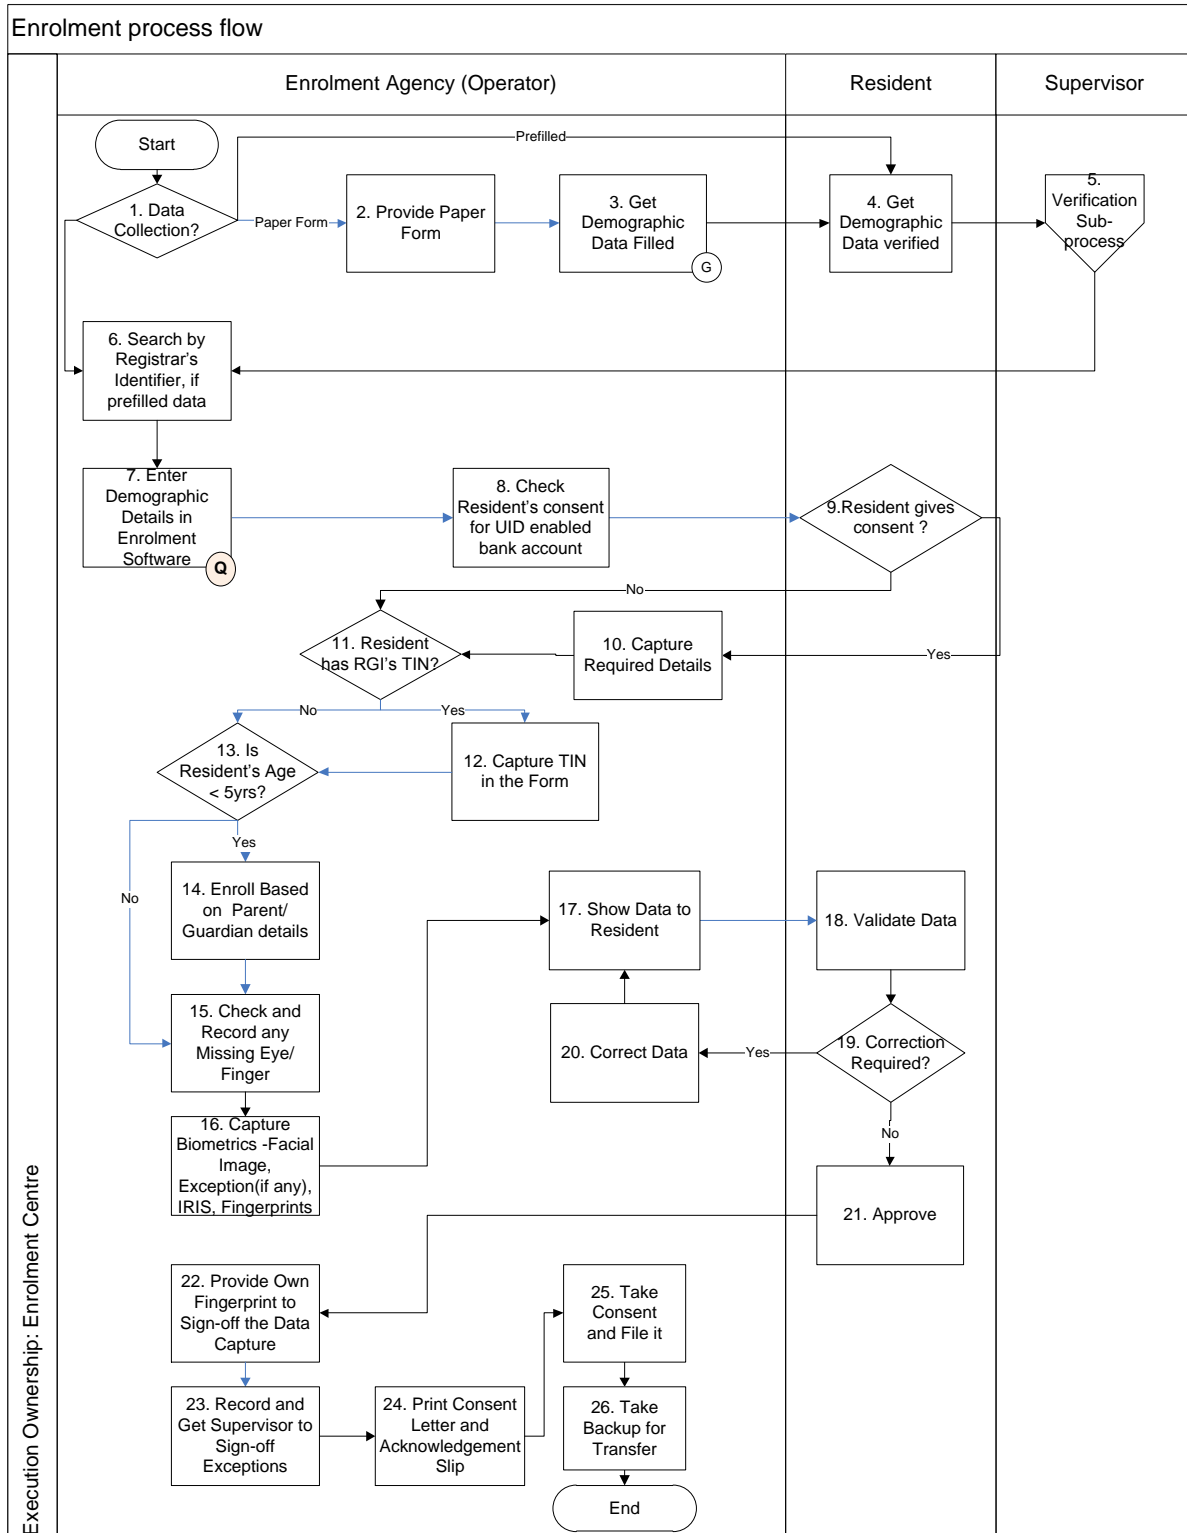 Enrolment process flow
Enrolment Agency (Operator)
Resident
Supervisor
Start
Prefilled
1. Data
Collection?
Paper Form
2. Provide Paper
Form
3. Get
Demographic
Data Filled
G
4. Get
Demographic
Data verified
5.
Verification
Sub-
process
6. Search by
Registrar's
Identifier, if
prefilled data
7. Enter
Demographic
Details in
Enrolment
Software
Q
8. Check
Resident's consent
for UID enabled
bank account
9.Resident gives
consent ?
No
Yes
10. Capture
Required Details
11. Resident
has RGI's TIN?
No
Yes
12. Capture TIN
in the Form
13. Is
Resident's Age
< 5yrs?
Yes
No
14. Enroll Based
on Parent/
Guardian details
15. Check and
Record any
Missing Eye/
Finger
16. Capture
Biometrics -Facial
Image,
Exception(if any),
IRIS, Fingerprints
17. Show Data to
Resident
18. Validate Data
19. Correction
Required?
Yes
20. Correct Data
No
21. Approve
22. Provide Own
Fingerprint to
Sign-off the Data
Capture
23. Record and
Get Supervisor to
Sign-off
Exceptions
24. Print Consent
Letter and
Acknowledgement
Slip
25. Take
Consent
and File it
26. Take
Backup for
Transfer
End
Execution Ownership: Enrolment Centre